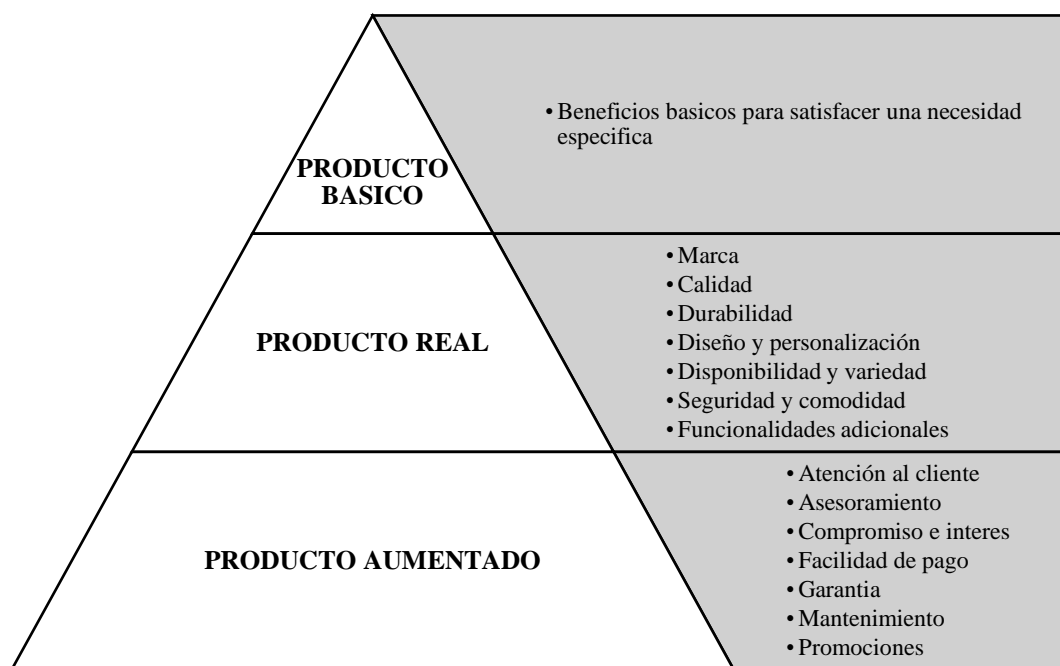 PRODUCTO
BASICO
• Beneficios basicos para satisfacer una necesidad
especifica
PRODUCTO REAL
• Marca
• Calidad
• Durabilidad
• Diseño y personalización
• Disponibilidad y variedad
• Seguridad y comodidad
• Funcionalidades adicionales
PRODUCTO AUMENTADO
• Atención al cliente
• Asesoramiento
• Compromiso e interes
• Facilidad de pago
• Garantia
• Mantenimiento
• Promociones